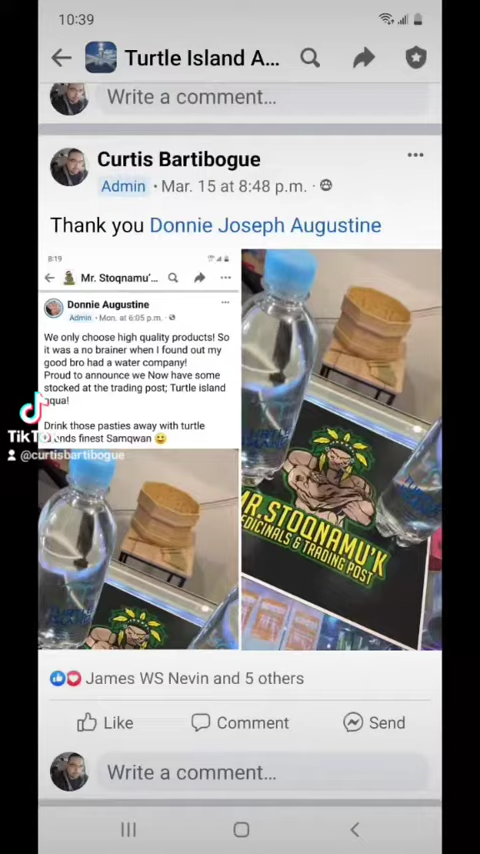 10:39
Turtle Island A...
Write a comment...
Curtis Bartibogue
Admin • Mar. 15 at 8:48 p.m. •
Thank you Donnie Joseph Augustine
8:19
Mr. Stoqnamu'...
Donnie Augustine
Admin • Mon. at 6:05 p.m. •
We only choose high quality products! So
it was a no brainer when I found out my
good bro had a water company!
Proud to announce we Now have some
stocked at the trading post; Turtle island
aqua!
Drink those pasties away with turtle
finest Samqwan 😃
TikTok
@curtisbartibogue
MR.STOQNAMU'K
MEDICINALS & TRADING POST
James WS Nevin and 5 others
Like
Comment
Send
Write a comment...